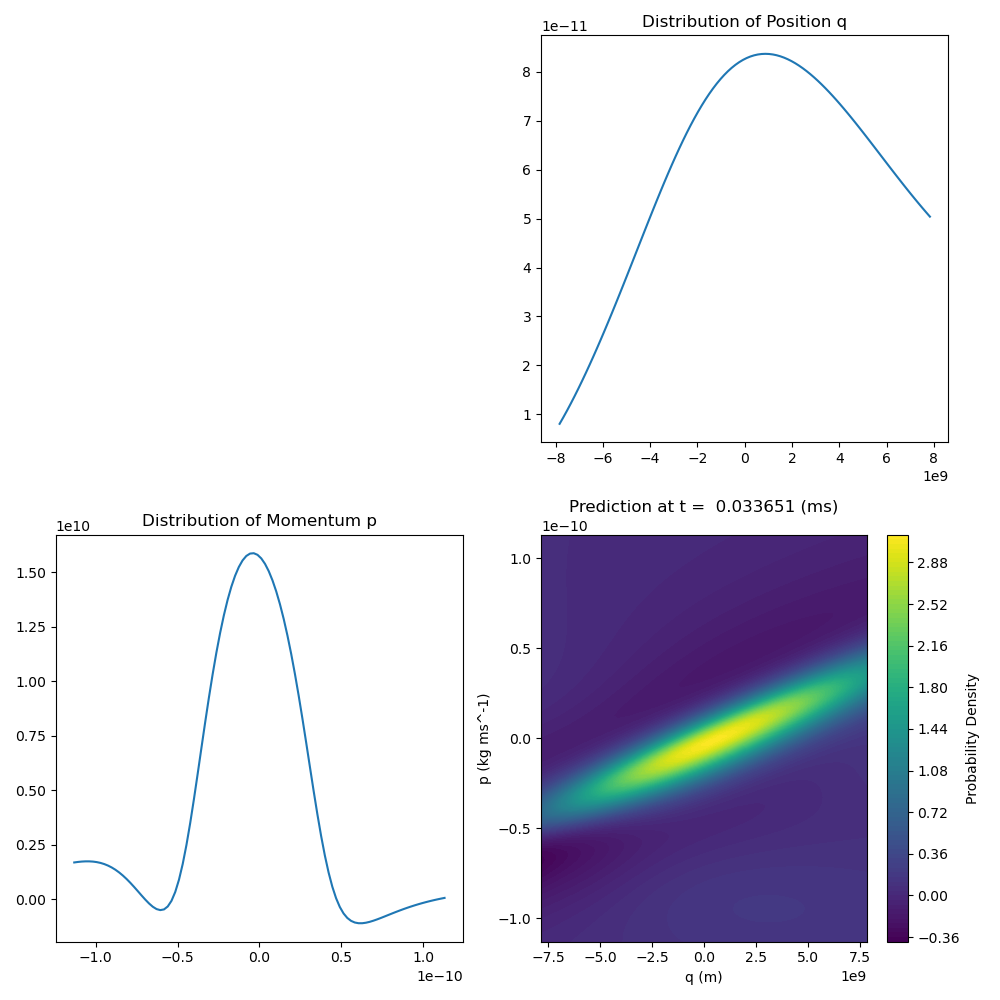 Distribution of Position q
1e−11
8
7
6
5
4
3
2
1
−8 −6 −4 −2 0 2 4 6 8
1e9
Distribution of Momentum p
1e10
1.50
1.25
1.00
0.75
0.50
0.25
0.00
−1.0 −0.5 0.0 0.5 1.0
1e−10
Prediction at t =  0.033651 (ms)
1e−10
1.0
0.5
0.0
−0.5
−1.0
p (kg ms^-1)
−7.5 −5.0 −2.5 0.0 2.5 5.0 7.5
q (m)
1e9
2.88
2.52
2.16
1.80
1.44
1.08
0.72
0.36
0.00
−0.36
Probability Density